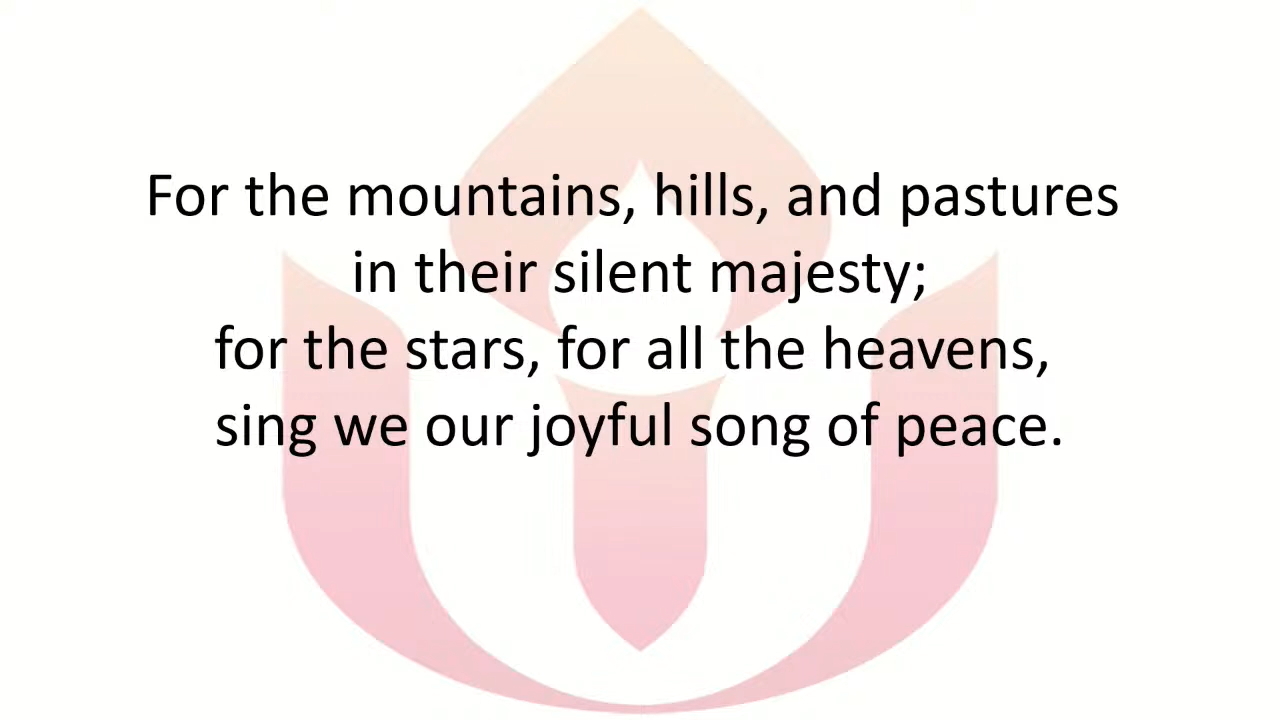 For the mountains, hills, and pastures
in their silent majesty;
for the stars, for all the heavens,
sing we our joyful song of peace.